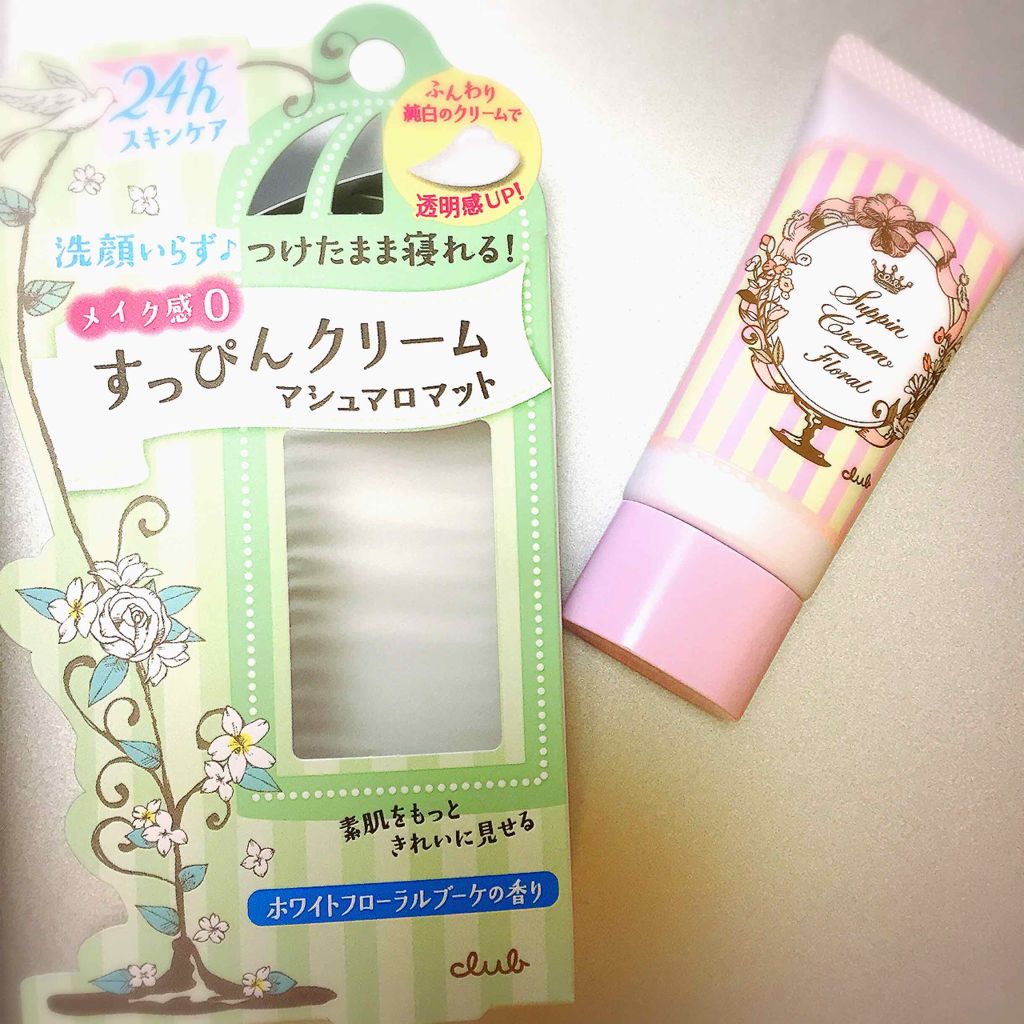 24h
スキンケア
ふんわり
純白のクリームで
透明感UP!
洗顔いらず♪つけたまま寝れる!
メイク感0
すっぴんクリーム
マシュマロマット
素肌をもっと
きれいに見せる
ホワイトフローラルブーケの香り
club
Suppin
Cream
Floral
club